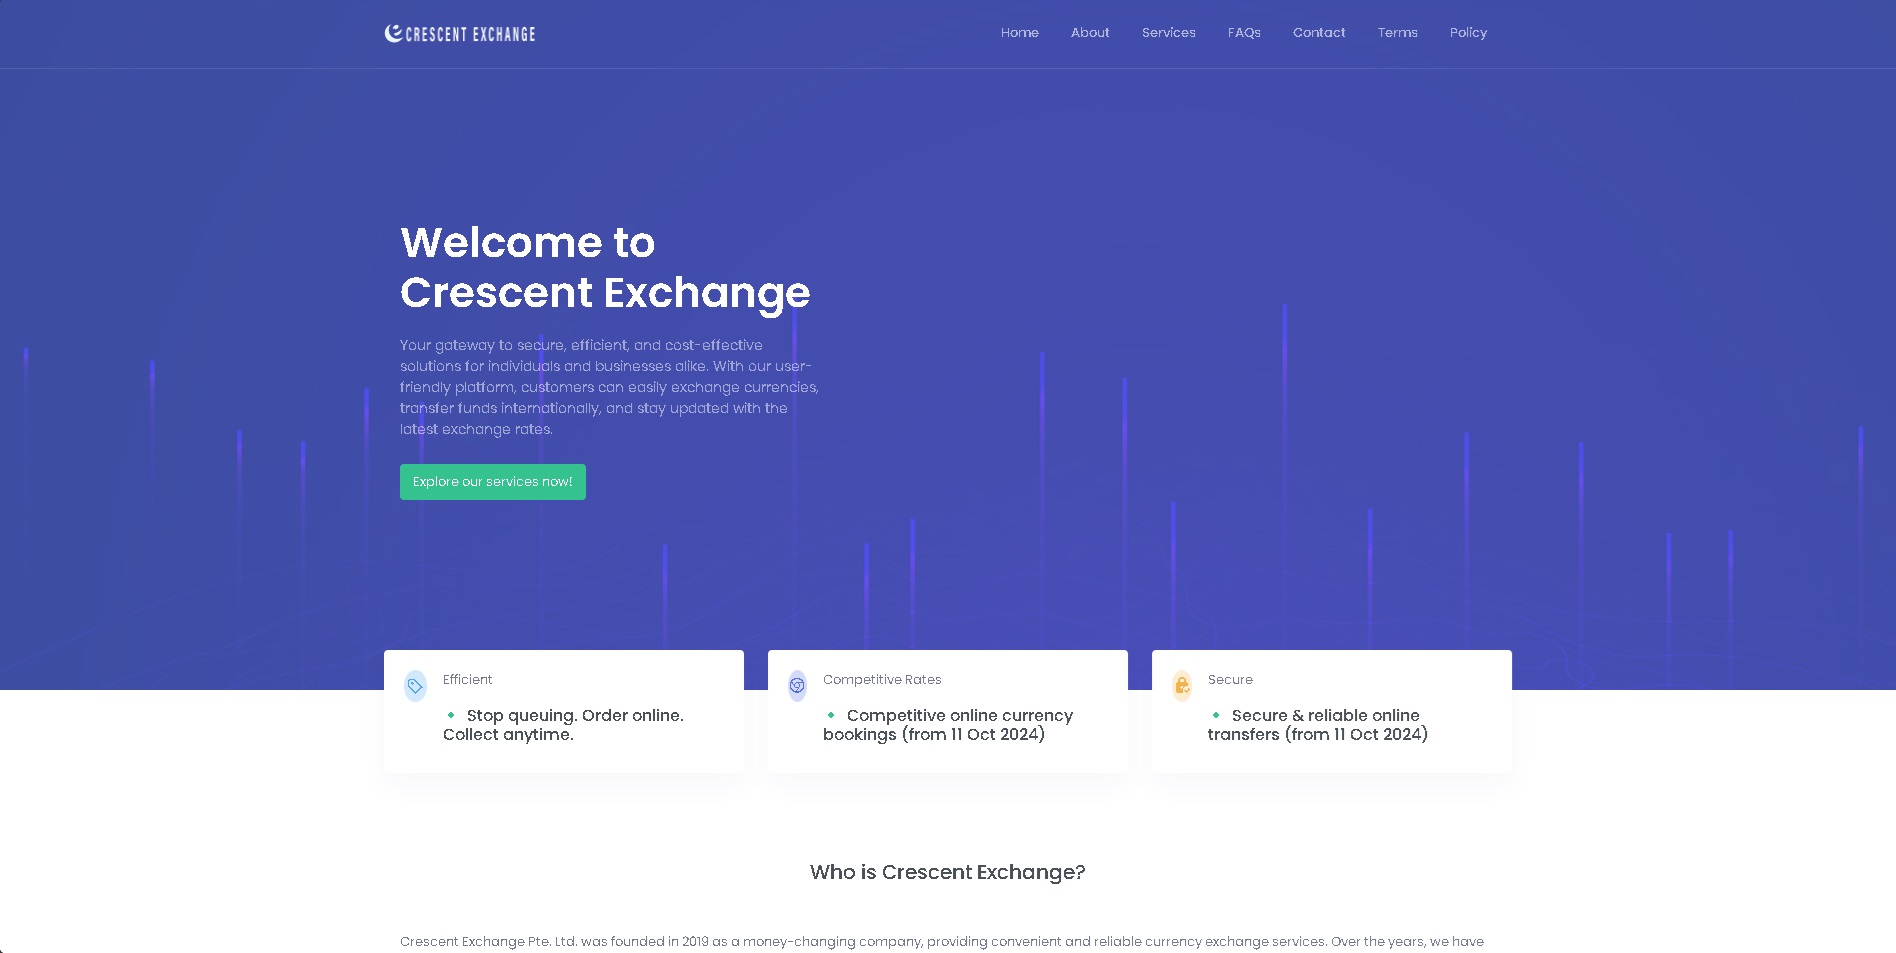 CRESCENT EXCHANGE
Home About Services FAQs Contact Terms Policy
Welcome to
Crescent Exchange
Your gateway to secure, efficient, and cost-effective
solutions for individuals and businesses alike. With our user-
friendly platform, customers can easily exchange currencies,
transfer funds internationally, and stay updated with the
latest exchange rates.
Explore our services now!
Efficient
Stop queuing. Order online.
Collect anytime.
Competitive Rates
Competitive online currency
bookings (from 11 Oct 2024)
Secure
Secure & reliable online
transfers (from 11 Oct 2024)
Who is Crescent Exchange?
Crescent Exchange Pte. Ltd. was founded in 2019 as a money-changing company, providing convenient and reliable currency exchange services. Over the years, we have